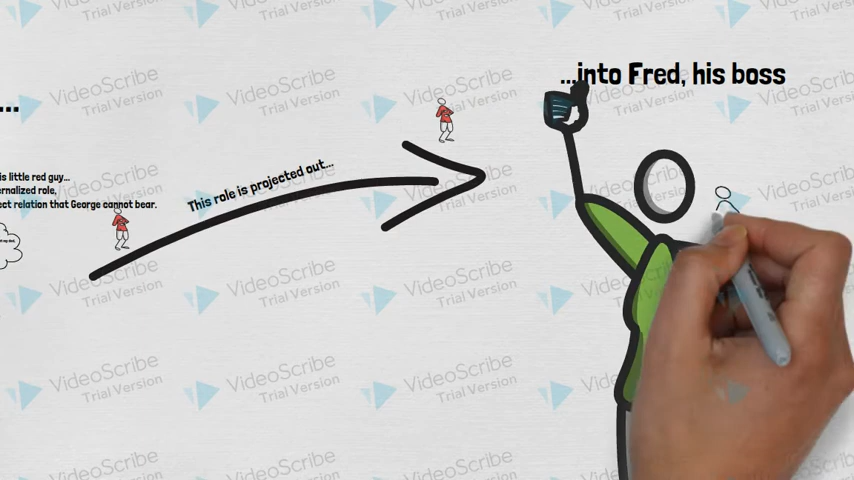 ...into Fred, his boss
...
This role is projected out...
is little red guy...
ernalized role,
ect relation that George cannot bear.
VideoScribe
Trial Version